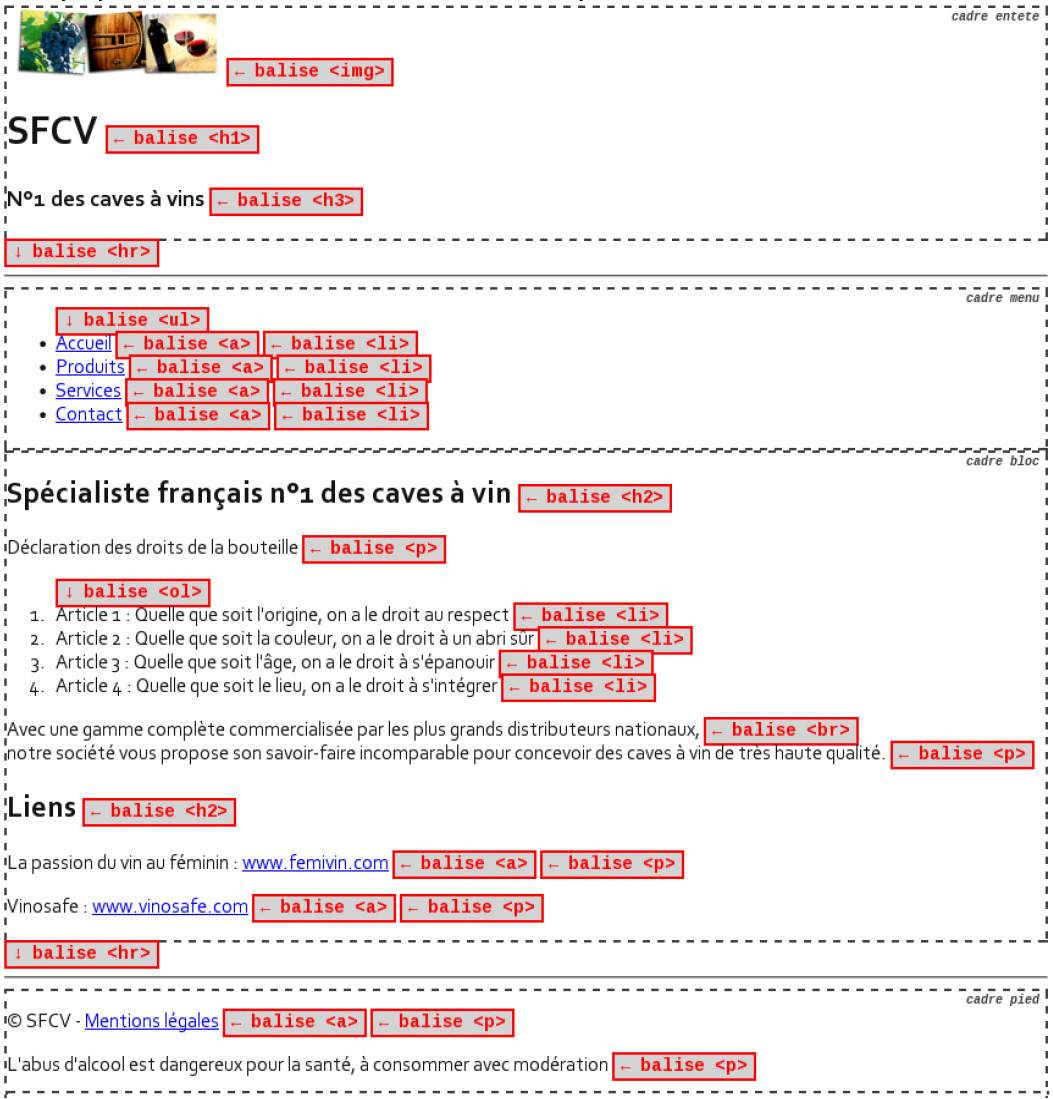 cadre entete
← balise <img>
SFCV ← balise <h1>
N°1 des caves à vins ← balise <h3>
↓ balise <hr>
cadre menu
↓ balise <ul>
• Accueil ← balise <a> ← balise <li>
• Produits ← balise <a> ← balise <li>
• Services ← balise <a> ← balise <li>
• Contact ← balise <a> ← balise <li>
cadre bloc
Spécialiste français n°1 des caves à vin ← balise <h2>
Déclaration des droits de la bouteille ← balise <p>
↓ balise <ol>
1. Article 1 : Quelle que soit l'origine, on a le droit au respect ← balise <li>
2. Article 2 : Quelle que soit la couleur, on a le droit à un abri sûr ← balise <li>
3. Article 3 : Quelle que soit l'âge, on a le droit à s'épanouir ← balise <li>
4. Article 4 : Quelle que soit le lieu, on a le droit à s'intégrer ← balise <li>
Avec une gamme complète commercialisée par les plus grands distributeurs nationaux, ← balise <br>
notre société vous propose son savoir-faire incomparable pour concevoir des caves à vin de très haute qualité. ← balise <p>
Liens ← balise <h2>
La passion du vin au féminin : www.femivin.com ← balise <a> ← balise <p>
Vinosafe : www.vinosafe.com ← balise <a> ← balise <p>
↓ balise <hr>
cadre pied
© SFCV - Mentions légales ← balise <a> ← balise <p>
L'abus d'alcool est dangereux pour la santé, à consommer avec modération ← balise <p>